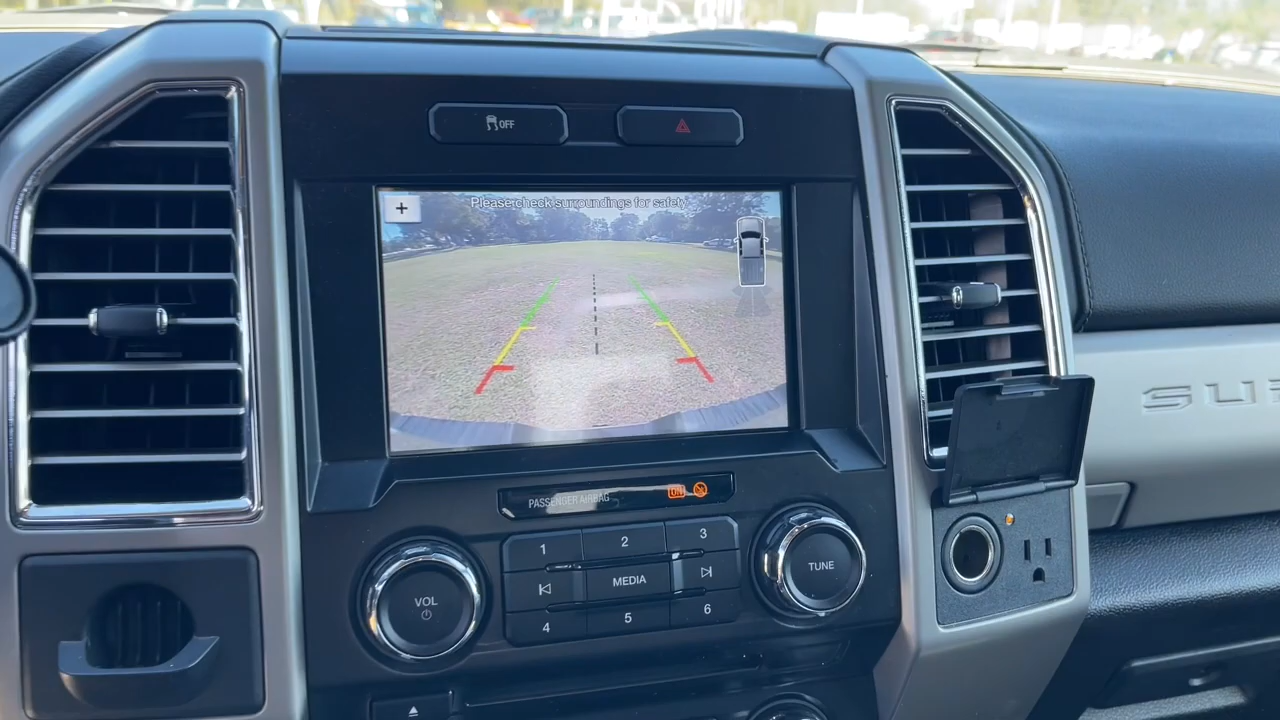 OFF
+
Please check surroundings for safety
PASSENGER AIRBAG
ON
1
2
3
MEDIA
4
5
6
VOL
TUNE
SU